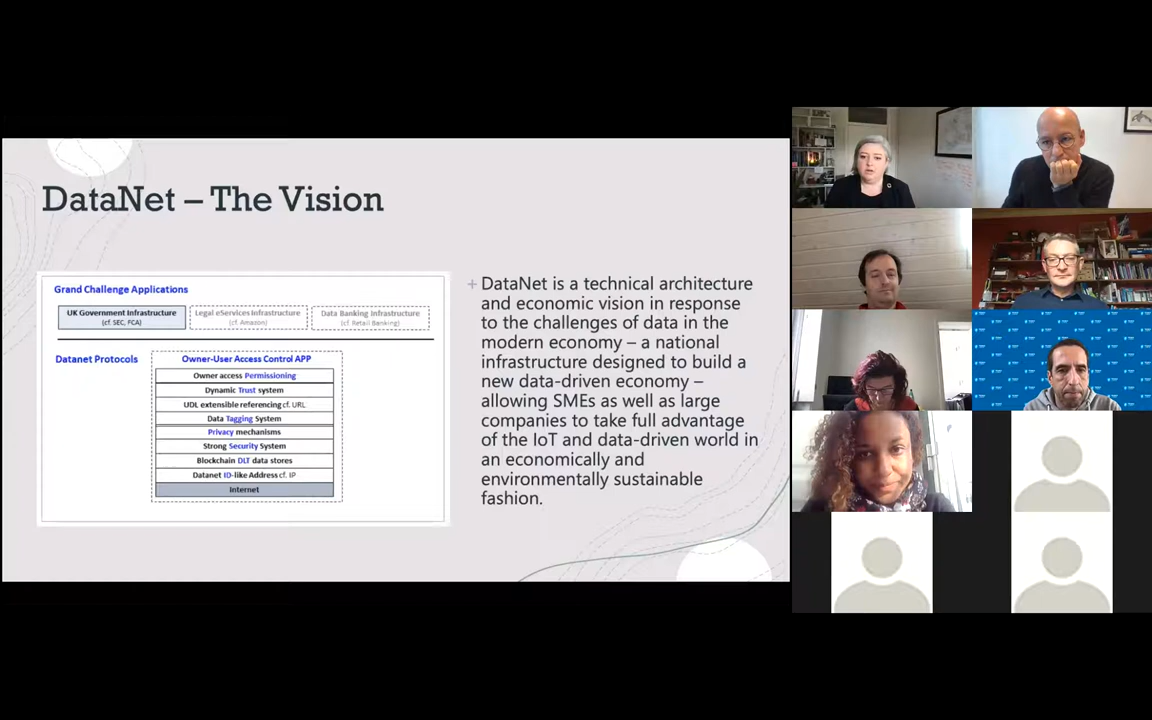 DataNet – The Vision
Grand Challenge Applications
UK Government Infrastructure
(cf. SEC, FCA)
Legal eServices Infrastructure
(cf. Amazon)
Data Banking Infrastructure
(cf. Retail Banking)
Datanet Protocols
Owner-User Access Control APP
Owner access Permissioning
Dynamic Trust system
UDL extensible referencing cf. URL
Data Tagging System
Privacy mechanisms
Strong Security System
Blockchain DLT data stores
Datanet ID-like Address cf. IP
Internet
+ DataNet is a technical architecture
and economic vision in response
to the challenges of data in the
modern economy – a national
infrastructure designed to build a
new data-driven economy –
allowing SMEs as well as large
companies to take full advantage
of the IoT and data-driven world in
an economically and
environmentally sustainable
fashion.